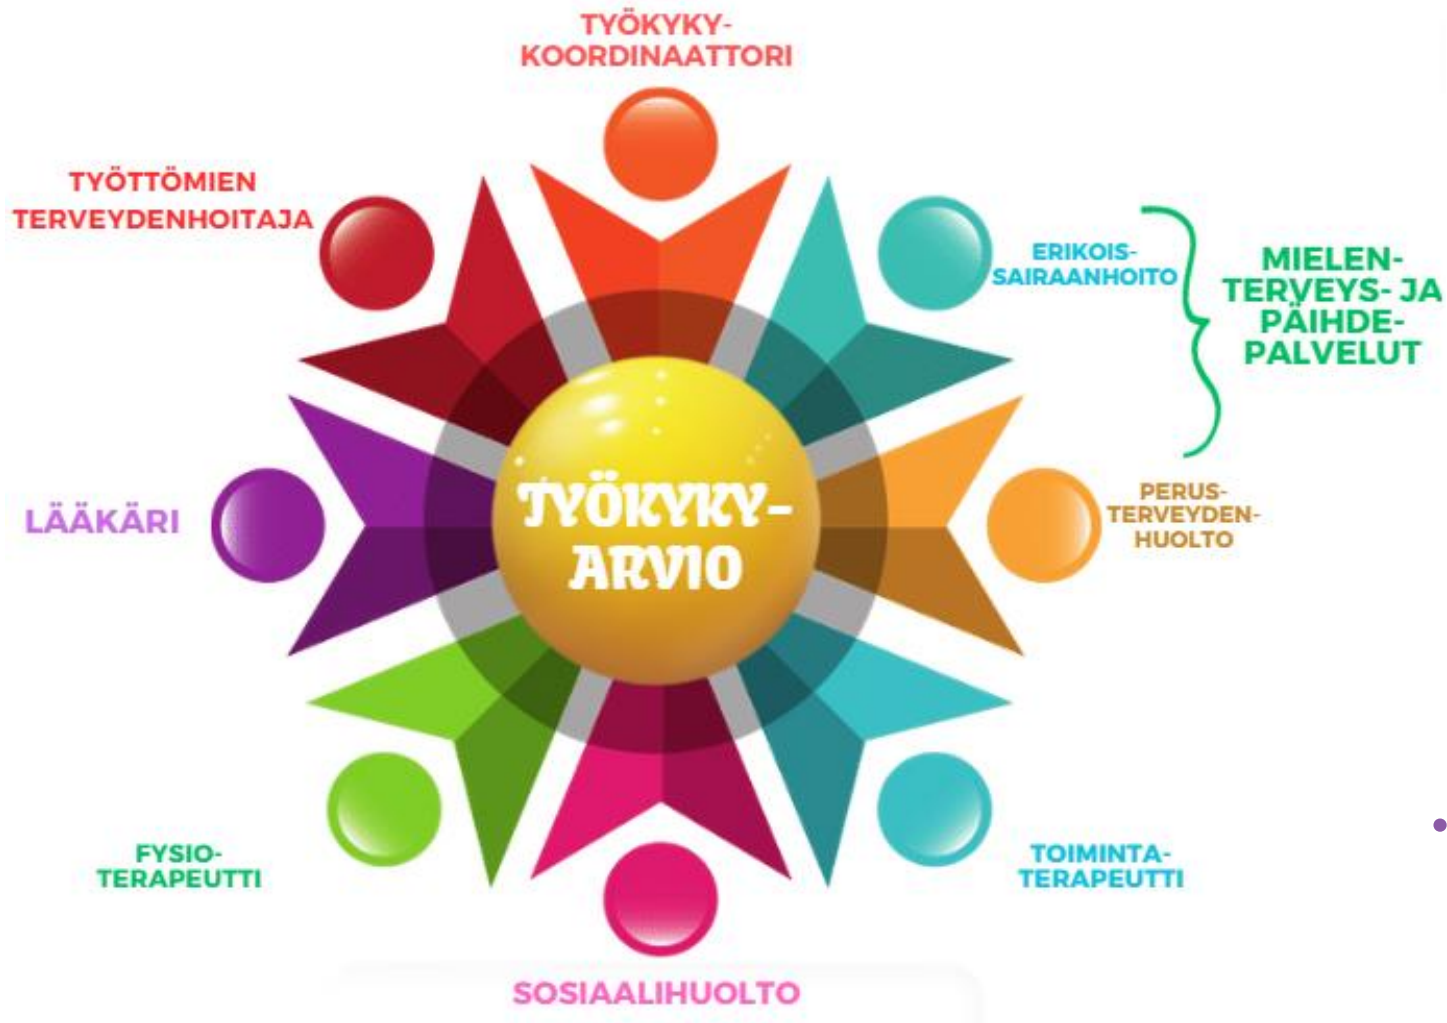 TYÖKYKY-
KOORDINAATTORI
TYÖTTÖMIEN
TERVEYDENHOITAJA
ERIKOIS-
SAIRAANHOITO
MIELEN-
TERVEYS- JA
PÄIHDE-
PALVELUT
LÄÄKÄRI
TYÖKYKY-
ARVIO
PERUS-
TERVEYDEN-
HUOLTO
FYSIO-
TERAPEUTTI
TOIMINTA-
TERAPEUTTI
SOSIAALIHUOLTO